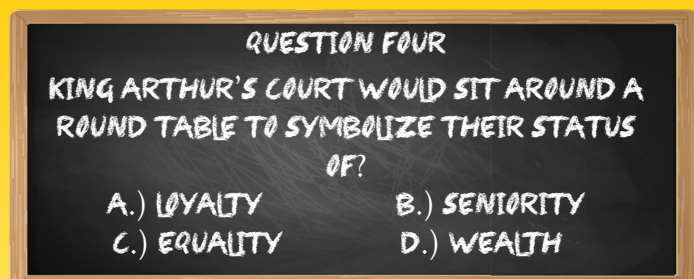 QUESTION FOUR
KING ARTHUR'S COURT WOULD SIT AROUND A
ROUND TABLE TO SYMBOLIZE THEIR STATUS
OF?
A.) LOYALTY B.) SENIORITY
C.) EQUALITY D.) WEALTH